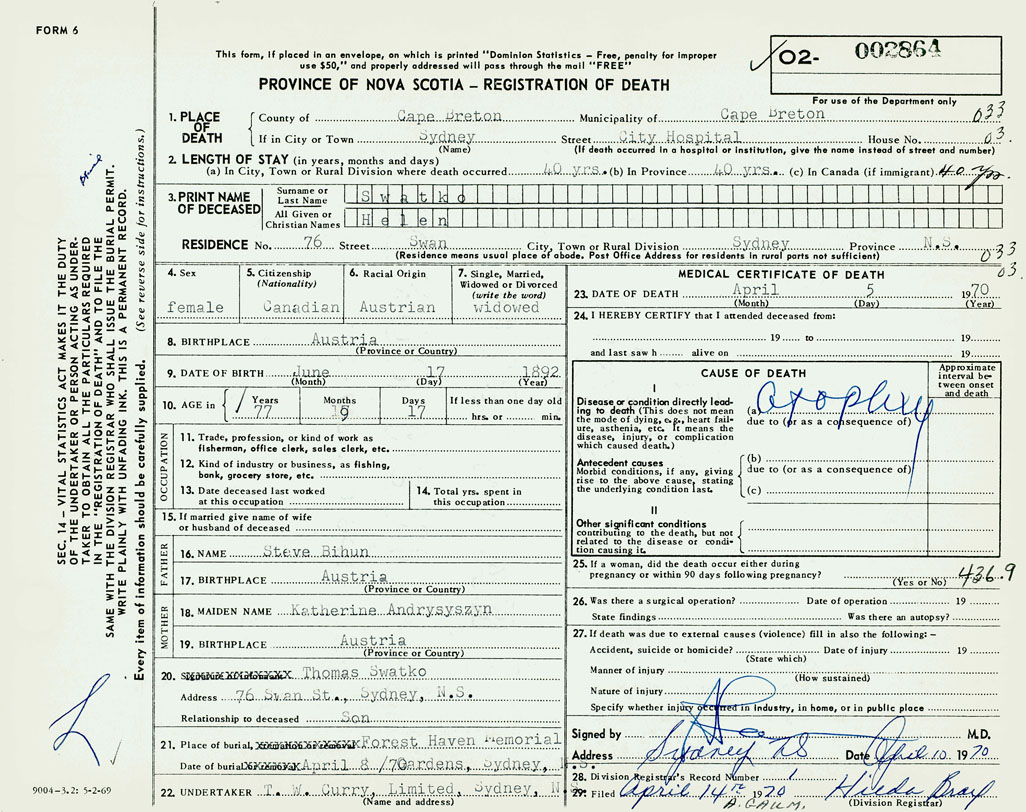 FORM 6
This form, if placed in an envelope, on which is printed "Dominion Statistics – Free, penalty for improper
use $50," and properly addressed will pass through the mail "FREE"
O2- 002864
PROVINCE OF NOVA SCOTIA – REGISTRATION OF DEATH
For use of the Department only
1. PLACE OF DEATH
County of Cape Breton Municipality of Cape Breton 033
If in City or Town Sydney Street City Hospital House No. 03.
(Name) (If death occurred in a hospital or institution, give the name instead of street and number)
2. LENGTH OF STAY (in years, months and days)
(a) In City, Town or Rural Division where death occurred 40 yrs. (b) In Province 40 yrs. (c) In Canada (if immigrant) 40 yrs.
3. PRINT NAME OF DECEASED
Surname or Last Name Swatko
All Given or Christian Names Helen
RESIDENCE No. 76 Street Swan City, Town or Rural Division Sydney Province N.S.
(Residence means usual place of abode. Post Office Address for residents in rural parts not sufficient) 033
03.
4. Sex
female
5. Citizenship
(Nationality)
Canadian
6. Racial Origin
Austrian
7. Single, Married,
Widowed or Divorced
(write the word)
widowed
8. BIRTHPLACE Austria
(Province or Country)
9. DATE OF BIRTH June 17 1892
(Month) (Day) (Year)
10. AGE in Years Months Days If less than one day old
77 19 17 hrs. or min.
OCCUPATION
11. Trade, profession, or kind of work as
fisherman, office clerk, sales clerk, etc.
12. Kind of industry or business, as fishing,
bank, grocery store, etc.
13. Date deceased last worked
at this occupation
14. Total yrs. spent in
this occupation
15. If married give name of wife
or husband of deceased
FATHER
16. NAME Steve Bihun
17. BIRTHPLACE Austria
(Province or Country)
MOTHER
18. MAIDEN NAME Katherine Andrysyszyn
19. BIRTHPLACE Austria
(Province or Country)
20. Thomas Swatko
Address 76 Swan St., Sydney, N.S.
Relationship to deceased Son
21. Place of burial, cremation or removal Forest Haven Memorial
Date of burial or removal April 8 /70 Gardens, Sydney, N.S.
22. UNDERTAKER T. W. Curry, Limited, Sydney, N
(Name and address)
MEDICAL CERTIFICATE OF DEATH
23. DATE OF DEATH April 5 1970
(Month) (Day) (Year)
24. I HEREBY CERTIFY that I attended deceased from:
19 to 19
and last saw h alive on 19
CAUSE OF DEATH
Approximate
interval be-
tween onset
and death
I
Disease or condition directly lead-
ing to death (This does not mean
the mode of dying, e.g., heart fail-
ure, asthenia, etc. It means the
disease, injury, or complication
which caused death.)
(a)
due to (or as a consequence of)
Antecedent causes
Morbid conditions, if any, giving
rise to the above cause, stating
the underlying condition last.
(b)
due to (or as a consequence of)
(c)
II
Other significant conditions
contributing to the death, but not
related to the disease or condi-
tion causing it.
25. If a woman, did the death occur either during
pregnancy or within 90 days following pregnancy?
(Yes or No) 436.9
26. Was there a surgical operation? Date of operation 19
State findings Was there an autopsy?
27. If death was due to external causes (violence) fill in also the following: –
Accident, suicide or homicide? Date of injury 19
(State which)
Manner of injury
(How sustained)
Nature of injury
Specify whether injury occurred in industry, in home, or in public place
Signed by M.D.
Address Sydney NS Date April 10 1970
28. Division Registrar's Record Number 1
29. Filed April 14th 1970 Hilda Bray
(Division Registrar)
SEC. 14 – VITAL STATISTICS ACT MAKES IT THE DUTY
OF THE UNDERTAKER OR PERSON ACTING AS UNDER-
TAKER TO OBTAIN ALL THE PARTICULARS REQUIRED
IN THE "REGISTRATION OF DEATH" AND TO FILE THE
SAME WITH THE DIVISION REGISTRAR WHO SHALL ISSUE THE BURIAL PERMIT.
WRITE PLAINLY WITH UNFADING INK. THIS IS A PERMANENT RECORD.
Every item of information should be carefully supplied. (See reverse side for instructions.)
9004-3.2: 5-2-69